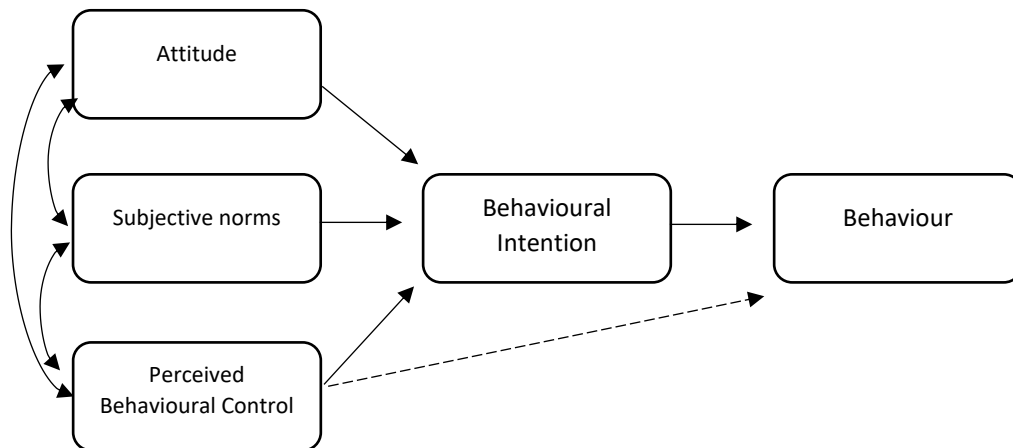 Attitude
Subjective norms
Perceived
Behavioural Control
Behavioural
Intention
Behaviour